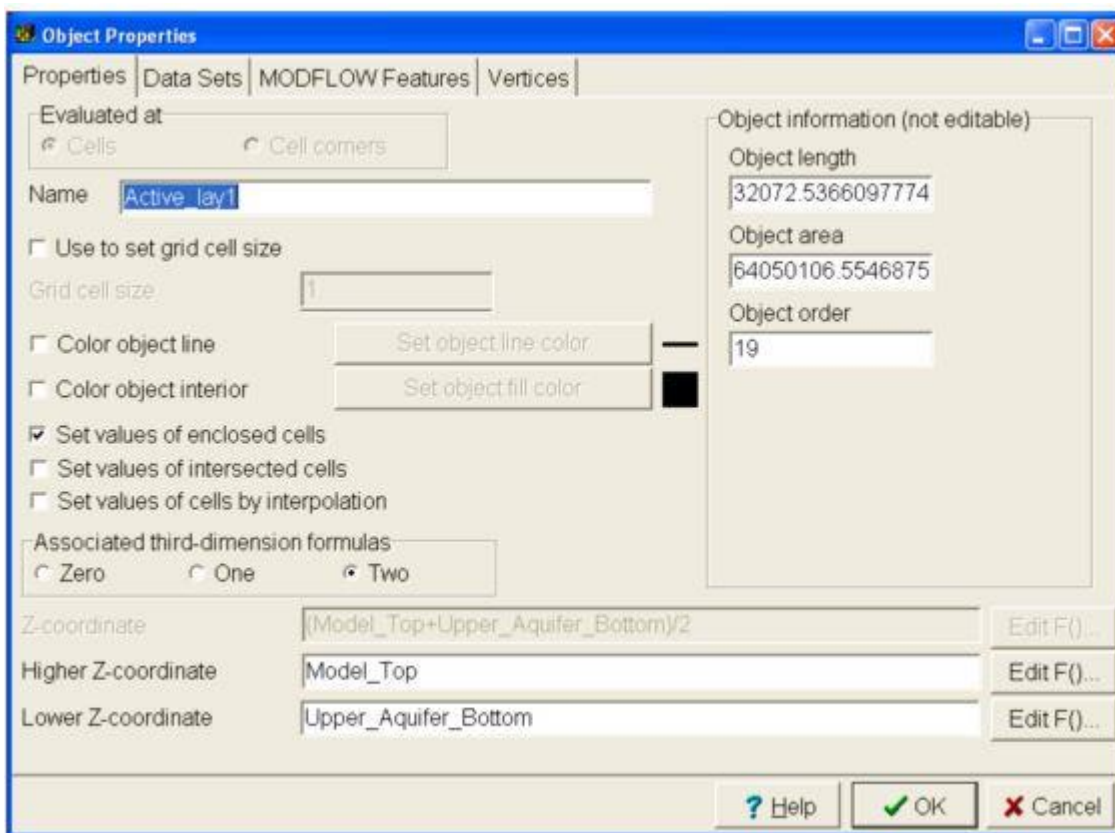 Object Properties
Properties Data Sets MODFLOW Features Vertices
Evaluated at
Cells Cell corners
Name Active_lay1
Use to set grid cell size
Grid cell size 1
Color object line Set object line color
Color object interior Set object fill color
Set values of enclosed cells
Set values of intersected cells
Set values of cells by interpolation
Associated third-dimension formulas
Zero One Two
Object information (not editable)
Object length
32072.5366097774
Object area
64050106.5546875
Object order
19
Z-coordinate (Model_Top+Upper_Aquifer_Bottom)/2 Edit F()...
Higher Z-coordinate Model_Top Edit F()...
Lower Z-coordinate Upper_Aquifer_Bottom Edit F()...
? Help OK Cancel